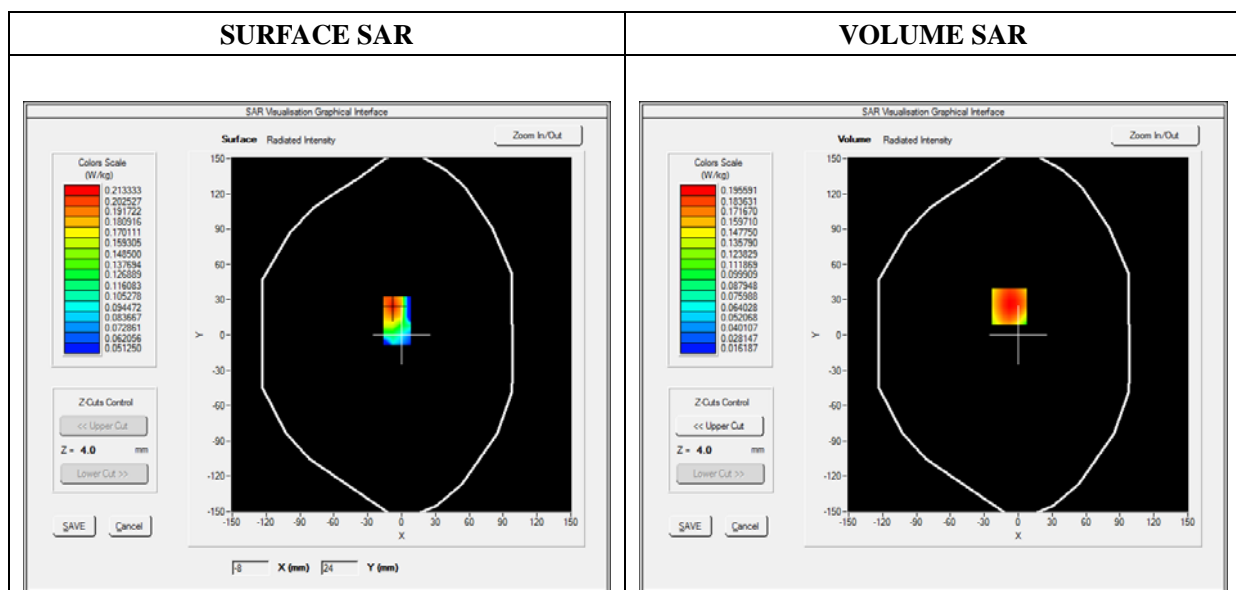 SURFACE SAR
VOLUME SAR
SAR Visualisation Graphical Interface
Surface Radiated Intensity
Zoom In/Out
Colors Scale
(W/kg)
0.213333
0.202527
0.191722
0.180916
0.170111
0.159305
0.148500
0.137694
0.126889
0.116083
0.105278
0.094472
0.083667
0.072861
0.062056
0.051250
150
120
90
60
30
0
-30
-60
-90
-120
-150
Y
-150 -120 -90 -60 -30 0 30 60 90 120 150
X
Z-Cuts Control
<< Upper Cut
Z = 4.0 mm
Lower Cut >>
SAVE Cancel
-8 X (mm) 24 Y (mm)
SAR Visualisation Graphical Interface
Volume Radiated Intensity
Zoom In/Out
Colors Scale
(W/kg)
0.195591
0.183631
0.171670
0.159710
0.147750
0.135790
0.123829
0.111869
0.099909
0.087948
0.075988
0.064028
0.052068
0.040107
0.028147
0.016187
150
120
90
60
30
0
-30
-60
-90
-120
-150
Y
-150 -120 -90 -60 -30 0 30 60 90 120 150
X
Z-Cuts Control
<< Upper Cut
Z = 4.0 mm
Lower Cut >>
SAVE Cancel